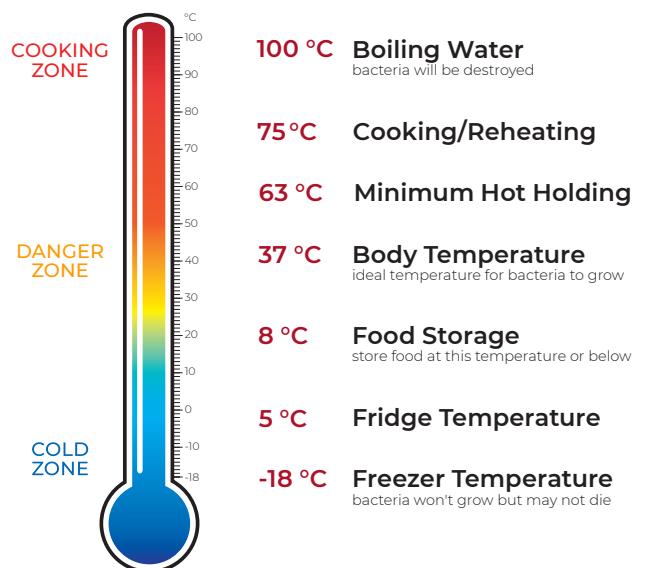 °C
COOKING
ZONE
100
90
80
70
60
50
40
30
20
10
0
-10
-18
DANGER
ZONE
COLD
ZONE
100 °C Boiling Water
bacteria will be destroyed
75 °C Cooking/Reheating
63 °C Minimum Hot Holding
37 °C Body Temperature
ideal temperature for bacteria to grow
8 °C Food Storage
store food at this temperature or below
5 °C Fridge Temperature
-18 °C Freezer Temperature
bacteria won't grow but may not die